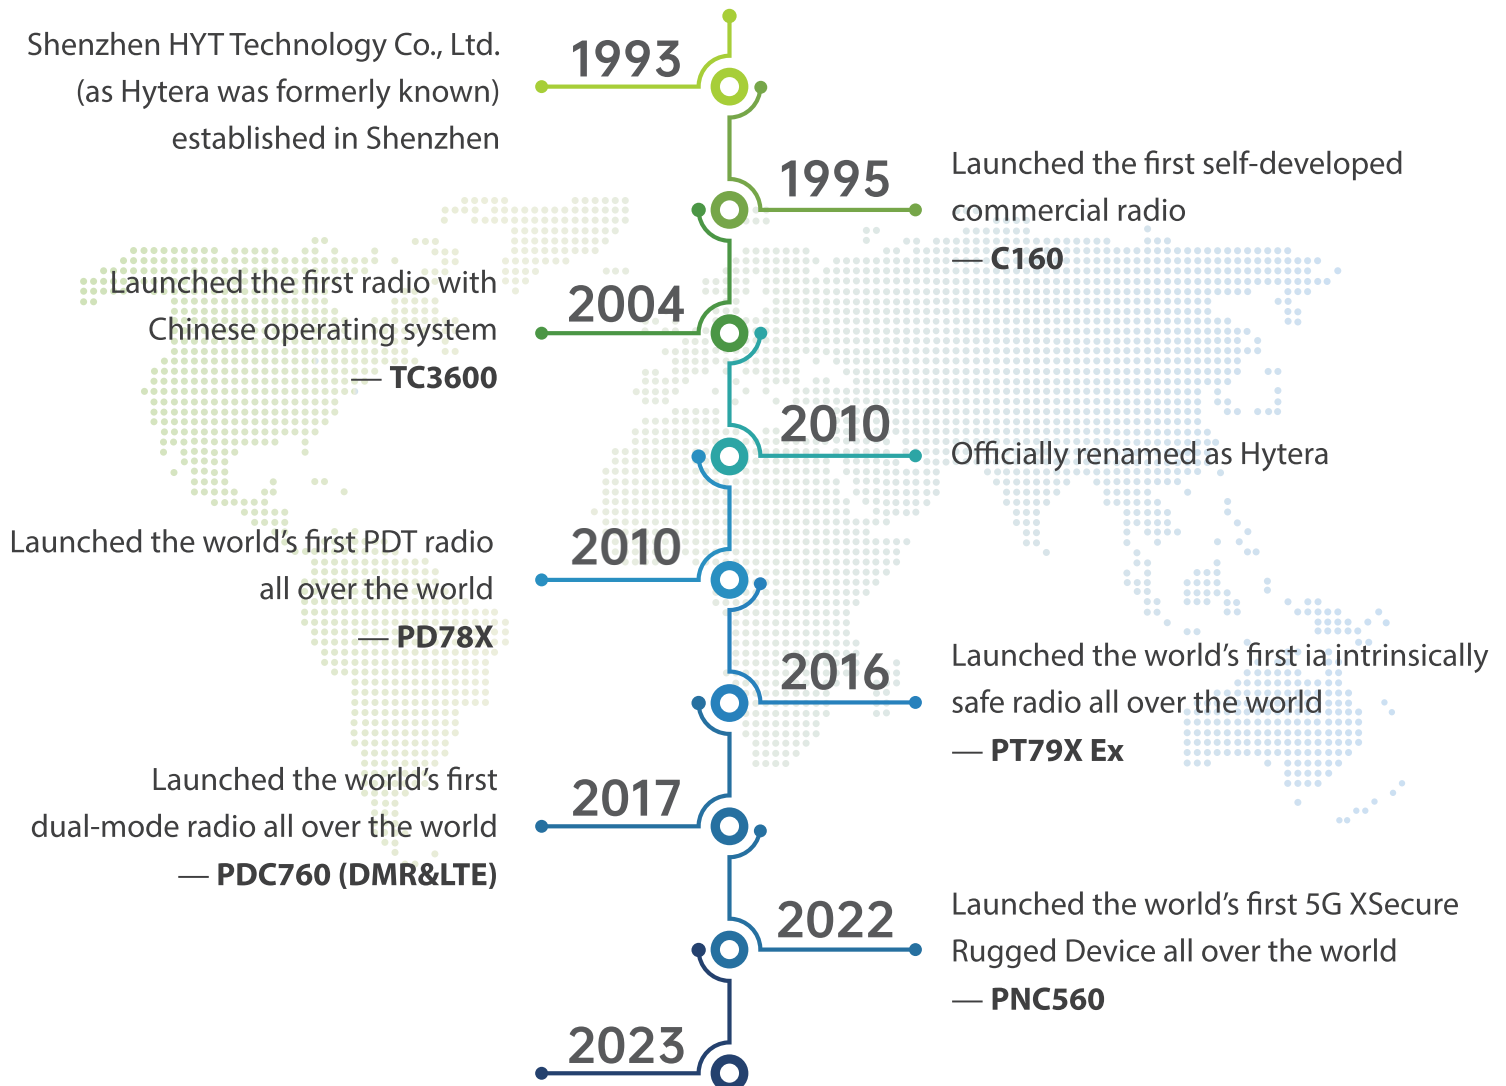 Shenzhen HYT Technology Co., Ltd.
(as Hytera was formerly known)
established in Shenzhen
1993
1995
Launched the first self-developed
commercial radio
— C160
Launched the first radio with
Chinese operating system
— TC3600
2004
2010
Officially renamed as Hytera
Launched the world's first PDT radio
all over the world
— PD78X
2010
2016
Launched the world's first ia intrinsically
safe radio all over the world
— PT79X Ex
Launched the world's first
dual-mode radio all over the world
— PDC760 (DMR&LTE)
2017
2022
Launched the world's first 5G XSecure
Rugged Device all over the world
— PNC560
2023